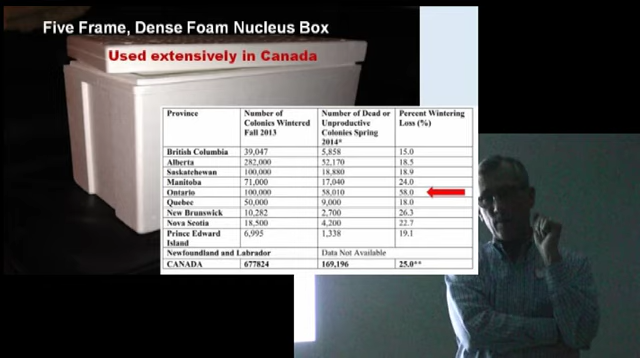 Five Frame, Dense Foam Nucleus Box
Used extensively in Canada
Province Number of Colonies Wintered Fall 2013 Number of Dead or Unproductive Colonies Spring 2014* Percent Wintering Loss (%)
British Columbia 39,047 5,858 15.0
Alberta 282,000 52,170 18.5
Saskatchewan 100,000 18,880 18.9
Manitoba 71,000 17,040 24.0
Ontario 100,000 58,010 58.0
Quebec 50,000 9,000 18.0
New Brunswick 10,282 2,700 26.3
Nova Scotia 18,500 4,200 22.7
Prince Edward Island 6,995 1,338 19.1
Newfoundland and Labrador Data Not Available
CANADA 677824 169,196 25.0**